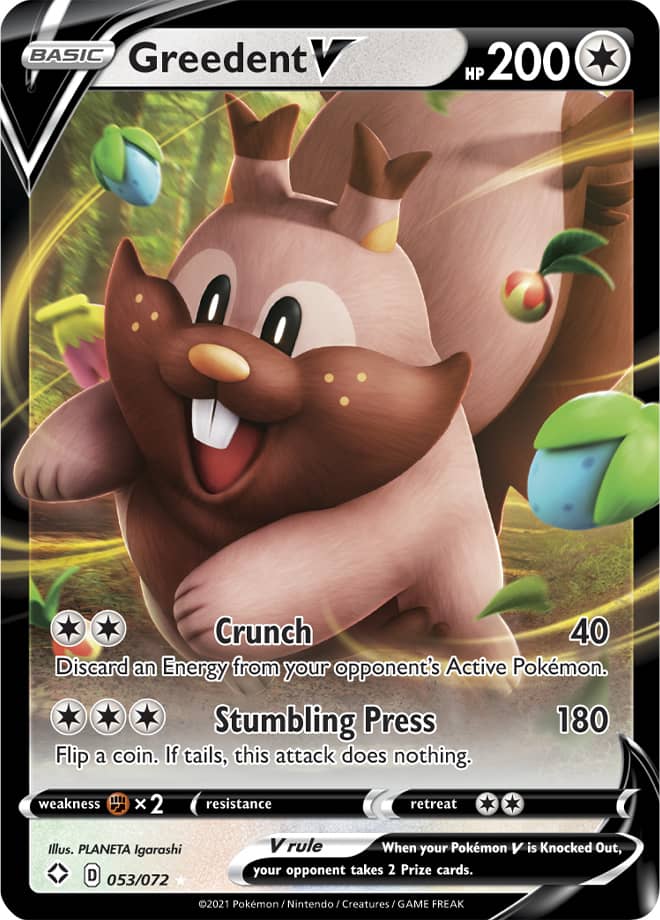 BASIC Greedent V HP 200
Crunch 40
Discard an Energy from your opponent's Active Pokémon.
Stumbling Press 180
Flip a coin. If tails, this attack does nothing.
weakness ×2 resistance retreat
Illus. PLANETA Igarashi
V rule When your Pokémon V is Knocked Out,
your opponent takes 2 Prize cards.
D 053/072
©2021 Pokémon / Nintendo / Creatures / GAME FREAK